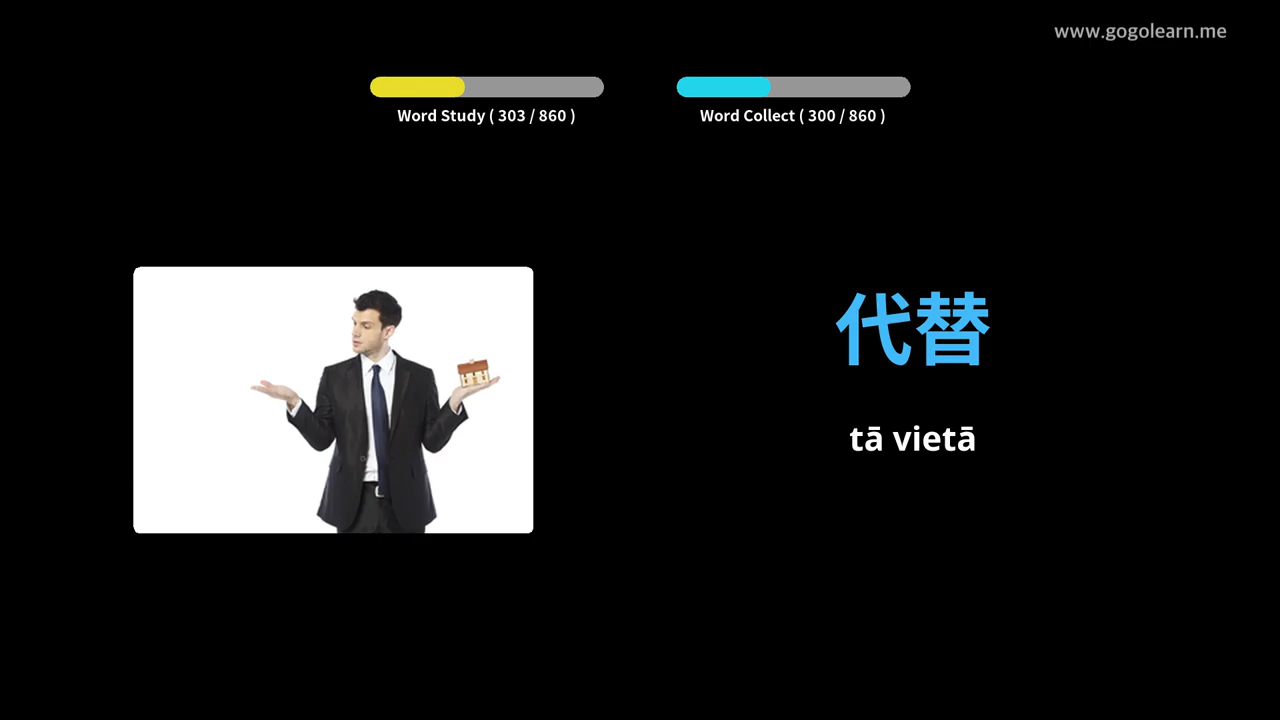 www.gogolearn.me
Word Study ( 303 / 860 )
Word Collect ( 300 / 860 )
代替
tā vietā